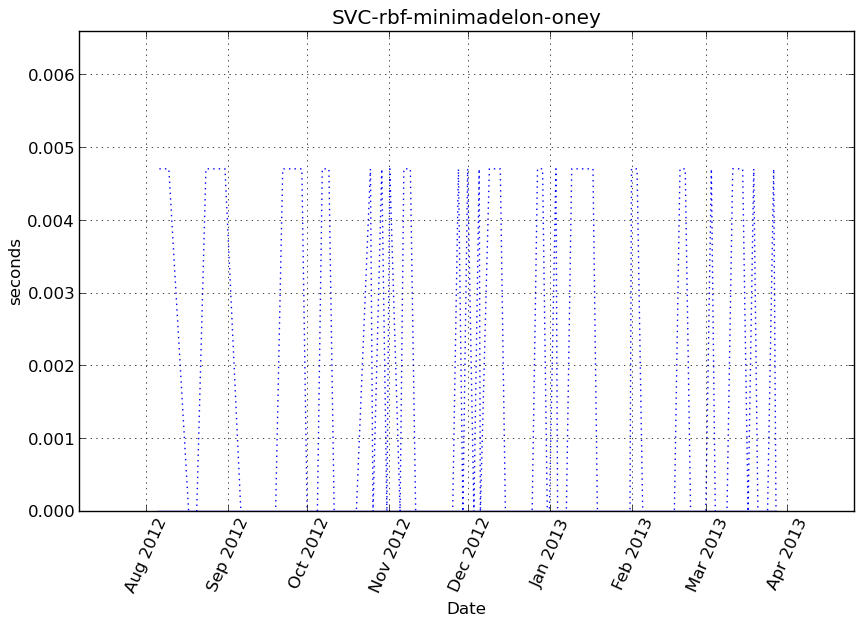 SVC-rbf-minimadelon-oney
0.006
0.005
0.004
0.003
0.002
0.001
0.000
seconds
Aug 2012
Sep 2012
Oct 2012
Nov 2012
Dec 2012
Jan 2013
Feb 2013
Mar 2013
Apr 2013
Date